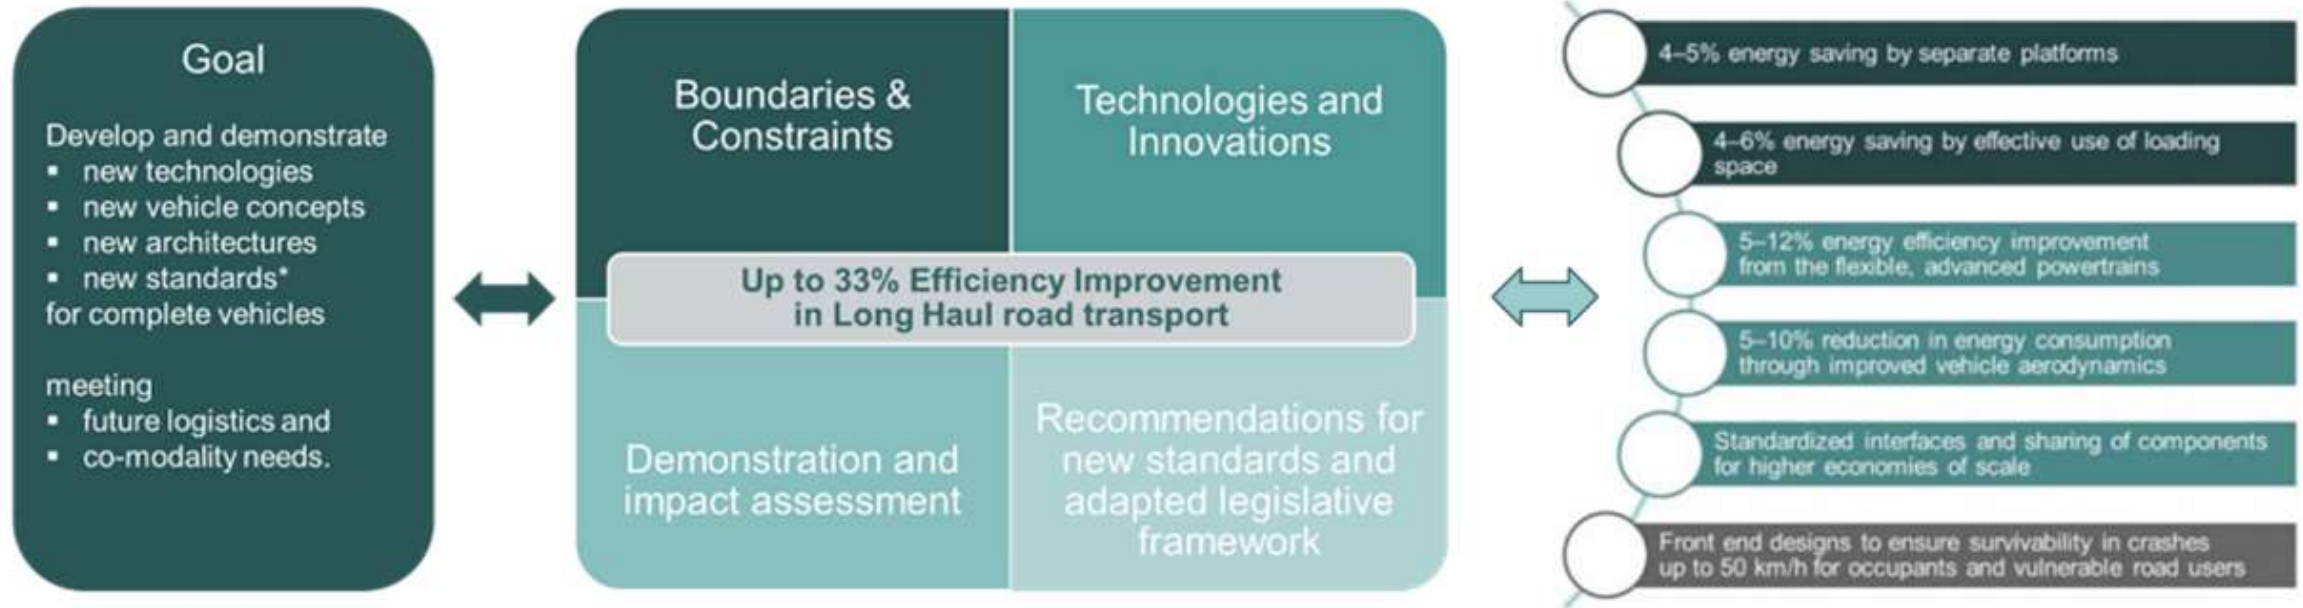 Goal
Develop and demonstrate
▪ new technologies
▪ new vehicle concepts
▪ new architectures
▪ new standards*
for complete vehicles
meeting
▪ future logistics and
▪ co-modality needs.
Boundaries &
Constraints
Technologies and
Innovations
Up to 33% Efficiency Improvement
in Long Haul road transport
Demonstration and
impact assessment
Recommendations for
new standards and
adapted legislative
framework
4–5% energy saving by separate platforms
4–6% energy saving by effective use of loading
space
5–12% energy efficiency improvement
from the flexible, advanced powertrains
5–10% reduction in energy consumption
through improved vehicle aerodynamics
Standardized interfaces and sharing of components
for higher economies of scale
Front end designs to ensure survivability in crashes
up to 50 km/h for occupants and vulnerable road users